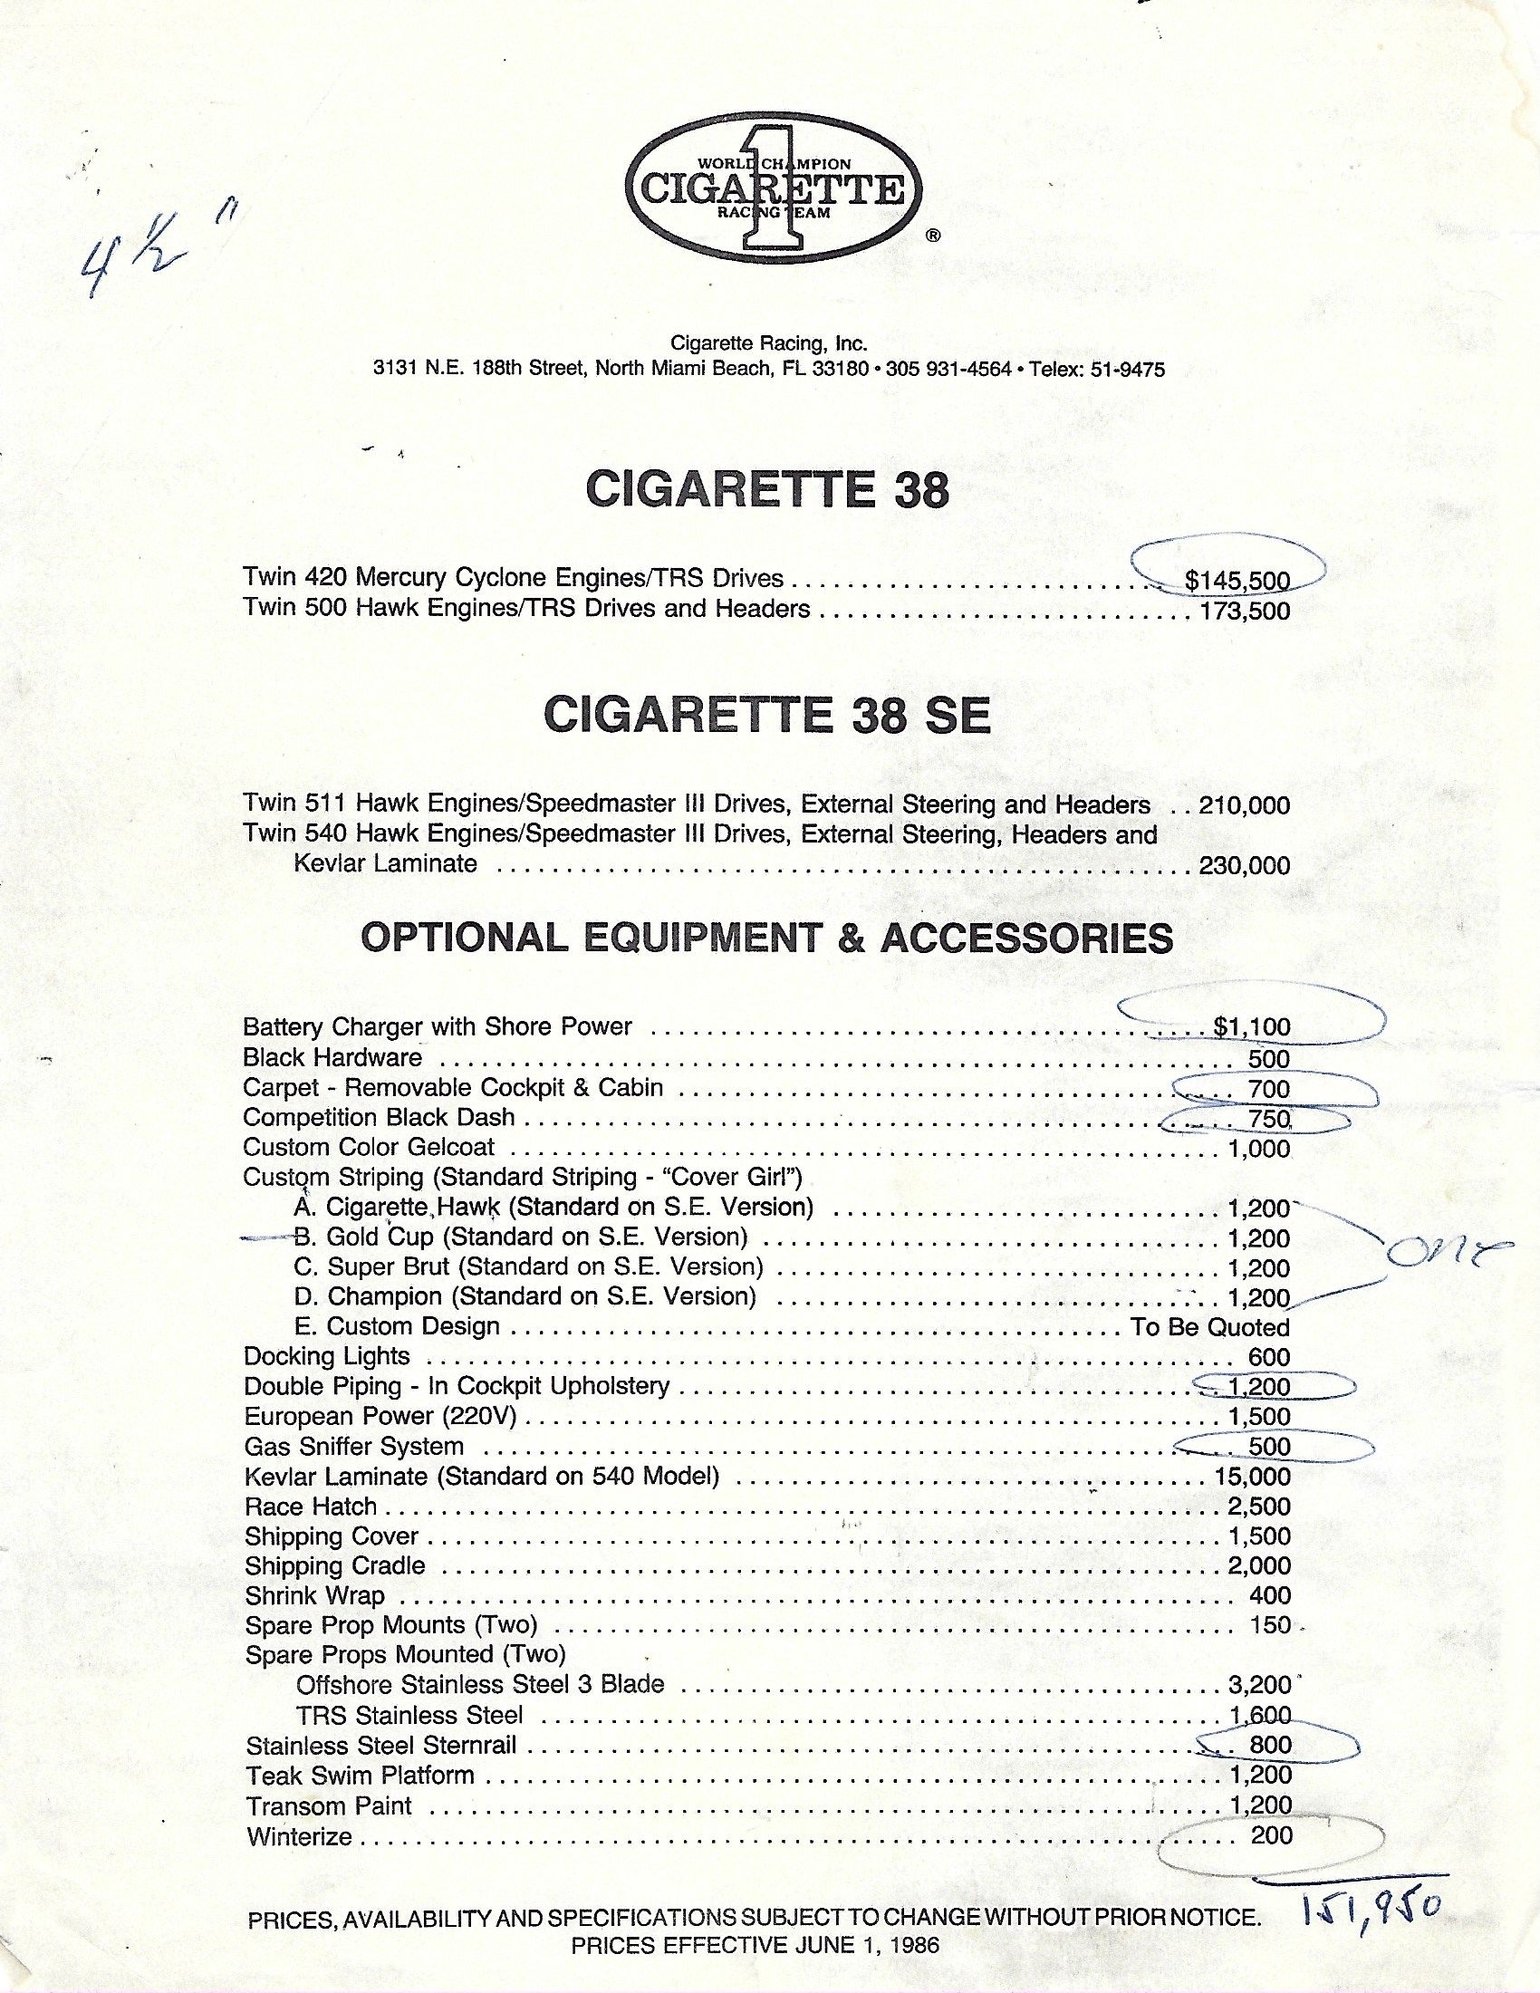 4 1/2 "
1
WORLD CHAMPION
CIGARETTE
RACING TEAM
®
Cigarette Racing, Inc.
3131 N.E. 188th Street, North Miami Beach, FL 33180 • 305 931-4564 • Telex: 51-9475
CIGARETTE 38
Twin 420 Mercury Cyclone Engines/TRS Drives ........................... $145,500
Twin 500 Hawk Engines/TRS Drives and Headers ........................... 173,500
CIGARETTE 38 SE
Twin 511 Hawk Engines/Speedmaster III Drives, External Steering and Headers .. 210,000
Twin 540 Hawk Engines/Speedmaster III Drives, External Steering, Headers and
Kevlar Laminate .................................................. 230,000
OPTIONAL EQUIPMENT & ACCESSORIES
Battery Charger with Shore Power ........................................ $1,100
Black Hardware ......................................................... 500
Carpet - Removable Cockpit & Cabin ........................................ 700
Competition Black Dash ................................................... 750
Custom Color Gelcoat ................................................... 1,000
Custom Striping (Standard Striping - “Cover Girl”)
A. Cigarette Hawk (Standard on S.E. Version) ............................ 1,200
B. Gold Cup (Standard on S.E. Version) ................................. 1,200
one
C. Super Brut (Standard on S.E. Version) ................................ 1,200
D. Champion (Standard on S.E. Version) ................................ 1,200
E. Custom Design ............................................ To Be Quoted
Docking Lights .......................................................... 600
Double Piping - In Cockpit Upholstery ....................................... 1,200
European Power (220V) .................................................. 1,500
Gas Sniffer System ...................................................... 500
Kevlar Laminate (Standard on 540 Model) .................................. 15,000
Race Hatch ............................................................ 2,500
Shipping Cover ......................................................... 1,500
Shipping Cradle ........................................................ 2,000
Shrink Wrap ............................................................ 400
Spare Prop Mounts (Two) ................................................. 150
Spare Props Mounted (Two)
Offshore Stainless Steel 3 Blade ....................................... 3,200
TRS Stainless Steel ................................................. 1,600
Stainless Steel Sternrail ................................................... 800
Teak Swim Platform ..................................................... 1,200
Transom Paint ......................................................... 1,200
Winterize ............................................................... 200
151,950
PRICES, AVAILABILITY AND SPECIFICATIONS SUBJECT TO CHANGE WITHOUT PRIOR NOTICE.
PRICES EFFECTIVE JUNE 1, 1986